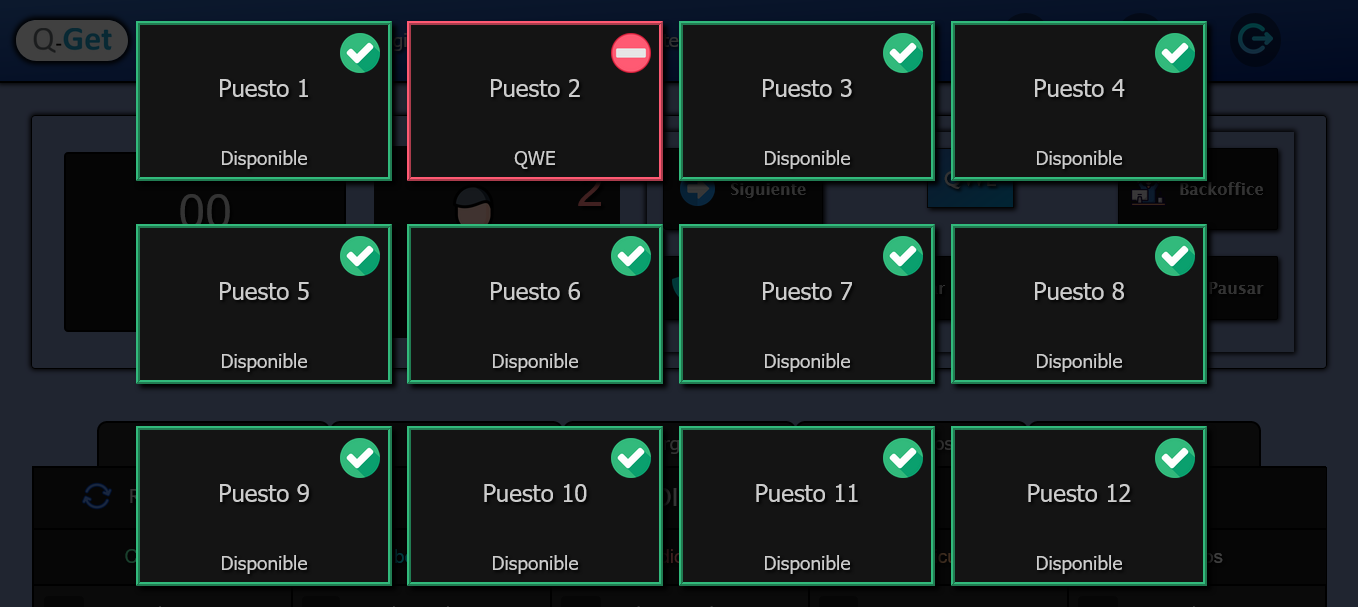 Q-Get
Puesto 1
Disponible
Puesto 2
QWE
Puesto 3
Disponible
Puesto 4
Disponible
00
2
Siguiente
Backoffice
Puesto 5
Disponible
Puesto 6
Disponible
Puesto 7
Disponible
Puesto 8
Disponible
Pausar
Puesto 9
Disponible
Puesto 10
Disponible
Puesto 11
Disponible
Puesto 12
Disponible